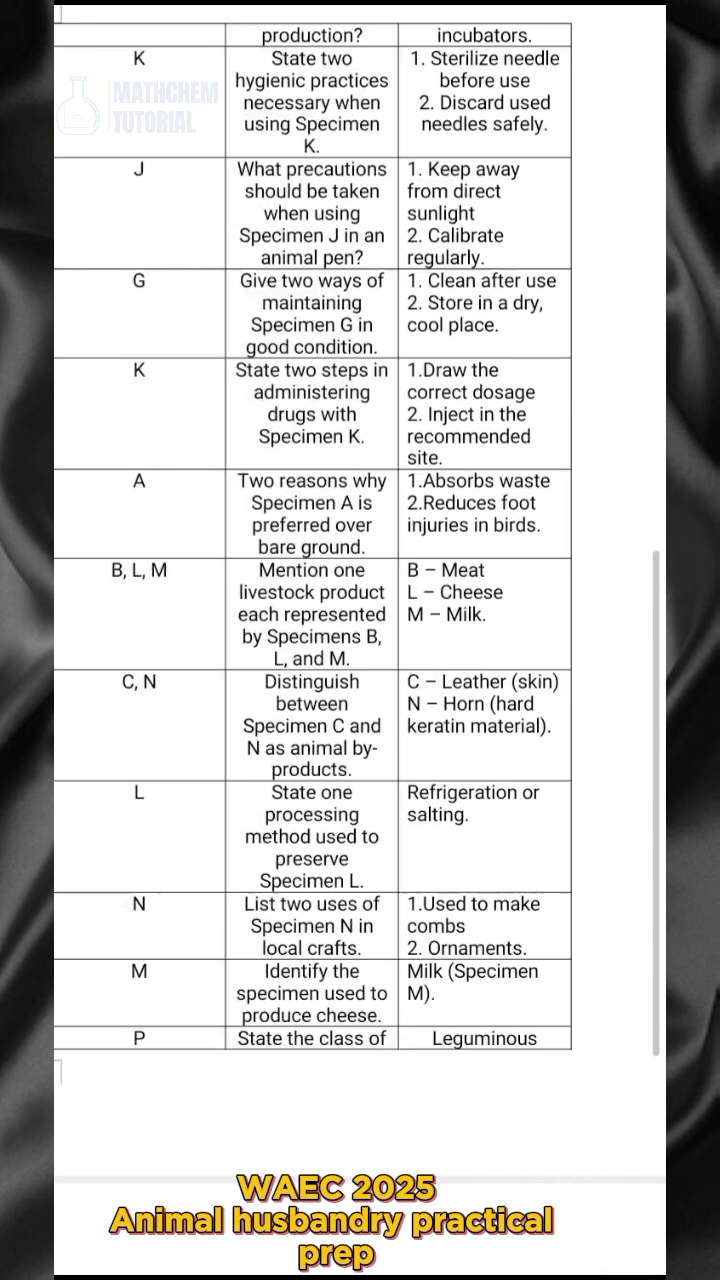 production?
incubators.
MATHCHEM
TUTORIAL
K
State two
hygienic practices
necessary when
using Specimen
K.
1. Sterilize needle
before use
2. Discard used
needles safely.
J
What precautions
should be taken
when using
Specimen J in an
animal pen?
1. Keep away
from direct
sunlight
2. Calibrate
regularly.
G
Give two ways of
maintaining
Specimen G in
good condition.
1. Clean after use
2. Store in a dry,
cool place.
K
State two steps in
administering
drugs with
Specimen K.
1.Draw the
correct dosage
2. Inject in the
recommended
site.
A
Two reasons why
Specimen A is
preferred over
bare ground.
1.Absorbs waste
2.Reduces foot
injuries in birds.
B, L, M
Mention one
livestock product
each represented
by Specimens B,
L, and M.
B – Meat
L – Cheese
M – Milk.
C, N
Distinguish
between
Specimen C and
N as animal by-
products.
C – Leather (skin)
N – Horn (hard
keratin material).
L
State one
processing
method used to
preserve
Specimen L.
Refrigeration or
salting.
N
List two uses of
Specimen N in
local crafts.
1.Used to make
combs
2. Ornaments.
M
Identify the
specimen used to
produce cheese.
Milk (Specimen
M).
P
State the class of
Leguminous
WAEC 2025
Animal husbandry practical
prep